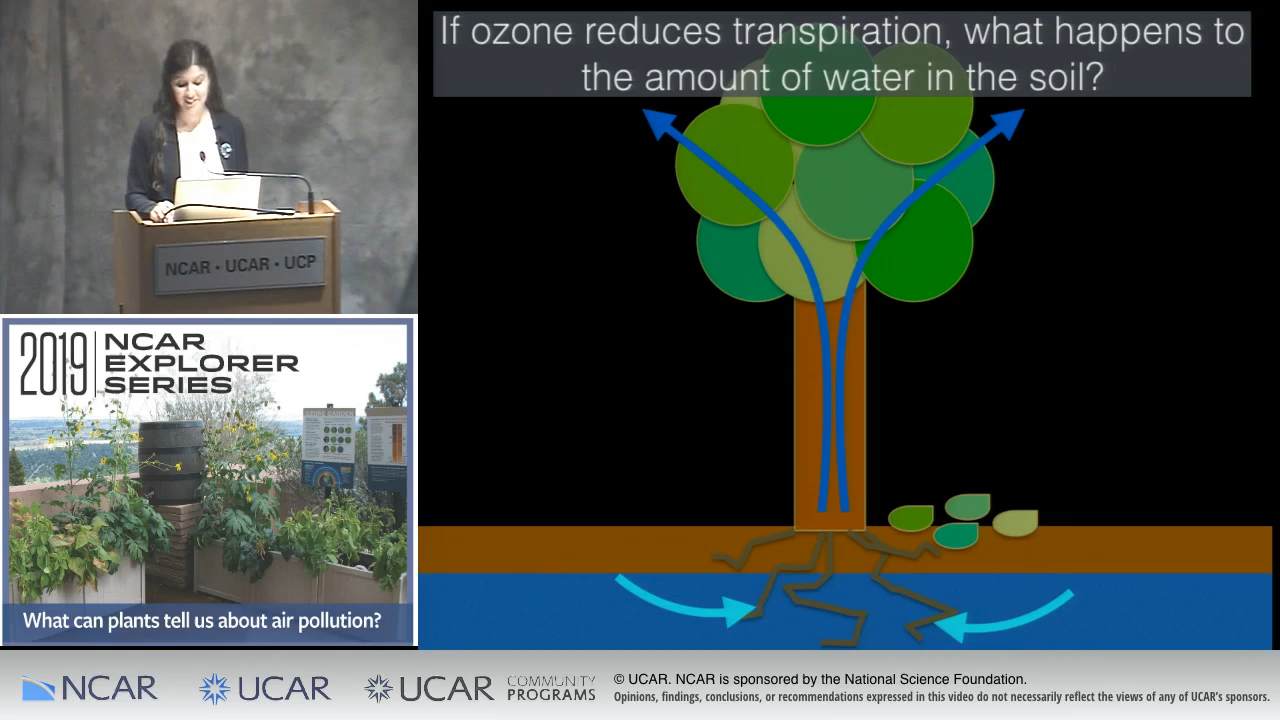 If ozone reduces transpiration, what happens to
the amount of water in the soil?
NCAR • UCAR • UCP
2019
NCAR
EXPLORER
SERIES
What can plants tell us about air pollution?
NCAR
UCAR
UCAR
COMMUNITY
PROGRAMS
© UCAR. NCAR is sponsored by the National Science Foundation.
Opinions, findings, conclusions, or recommendations expressed in this video do not necessarily reflect the views of any of UCAR's sponsors.